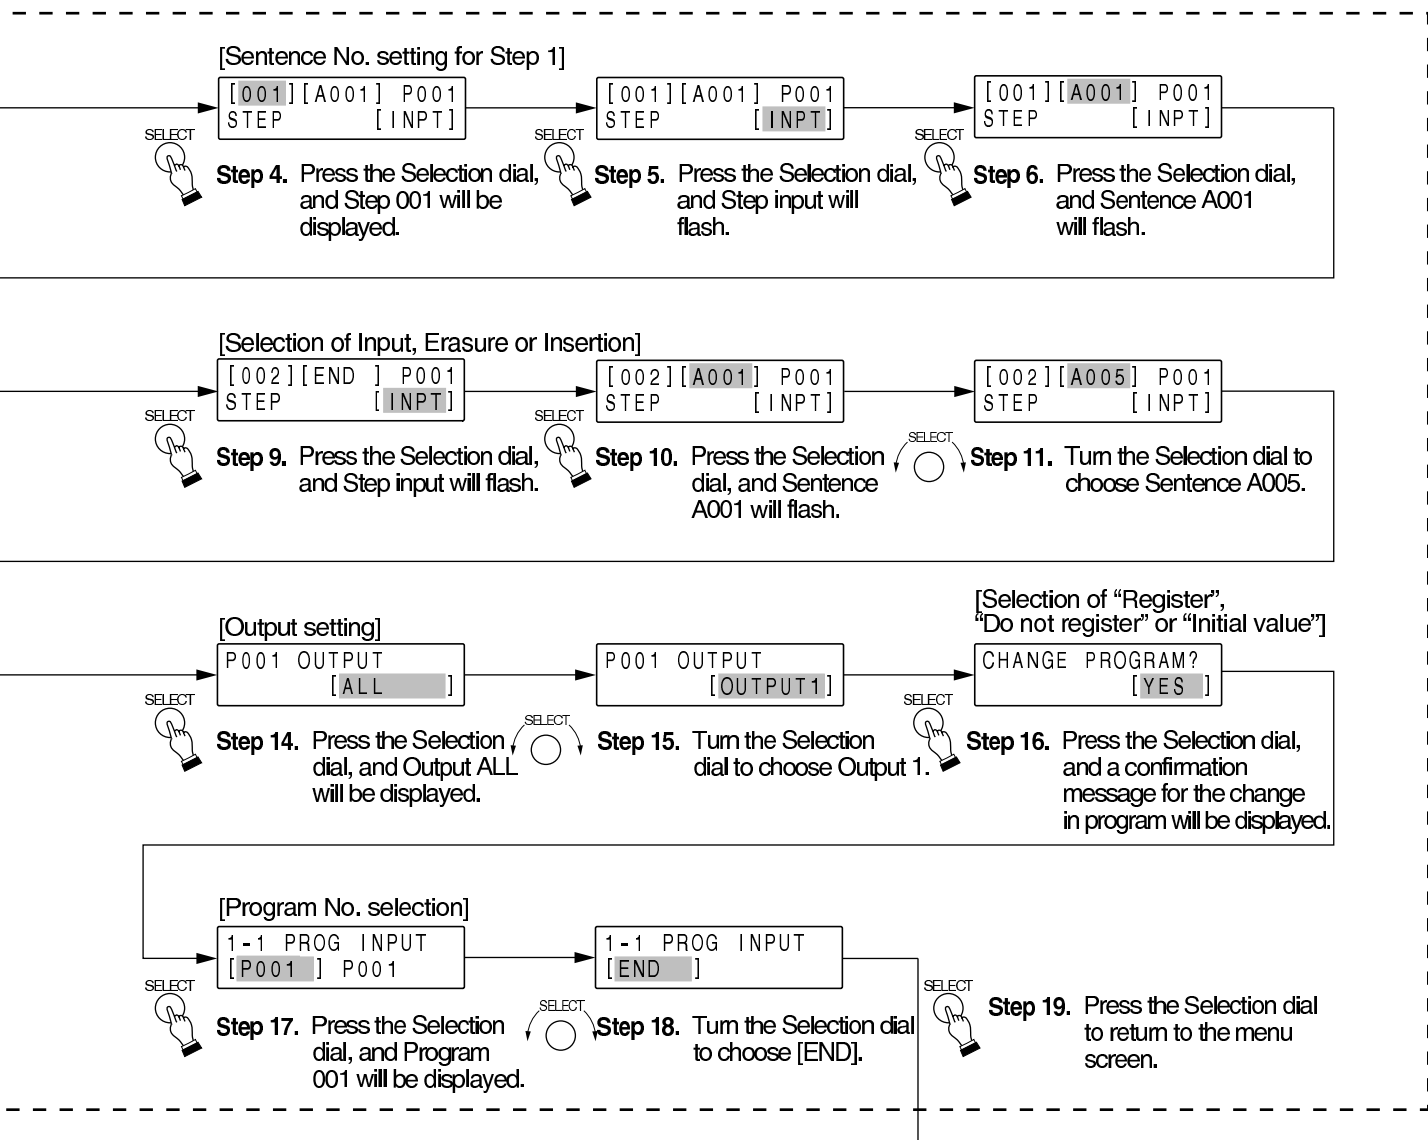 [Sentence No. setting for Step 1]
[001][A001] P001
STEP [INPT]
[001][A001] P001
STEP [INPT]
[001][A001] P001
STEP [INPT]
SELECT
Step 4. Press the Selection dial,
and Step 001 will be
displayed.
SELECT
Step 5. Press the Selection dial,
and Step input will
flash.
SELECT
Step 6. Press the Selection dial,
and Sentence A001
will flash.
[Selection of Input, Erasure or Insertion]
[002][END ] P001
STEP [INPT]
[002][A001] P001
STEP [INPT]
[002][A005] P001
STEP [INPT]
SELECT
Step 9. Press the Selection dial,
and Step input will flash.
SELECT
Step 10. Press the Selection
dial, and Sentence
A001 will flash.
SELECT
Step 11. Turn the Selection dial to
choose Sentence A005.
[Output setting]
P001 OUTPUT
[ALL ]
P001 OUTPUT
[OUTPUT1]
[Selection of “Register”,
“Do not register” or “Initial value”]
CHANGE PROGRAM?
[YES ]
SELECT
Step 14. Press the Selection
dial, and Output ALL
will be displayed.
SELECT
Step 15. Turn the Selection
dial to choose Output 1.
SELECT
Step 16. Press the Selection dial,
and a confirmation
message for the change
in program will be displayed.
[Program No. selection]
1-1 PROG INPUT
[P001 ] P001
1-1 PROG INPUT
[END ]
SELECT
Step 17. Press the Selection
dial, and Program
001 will be displayed.
SELECT
Step 18. Turn the Selection dial
to choose [END].
SELECT
Step 19. Press the Selection dial
to return to the menu
screen.